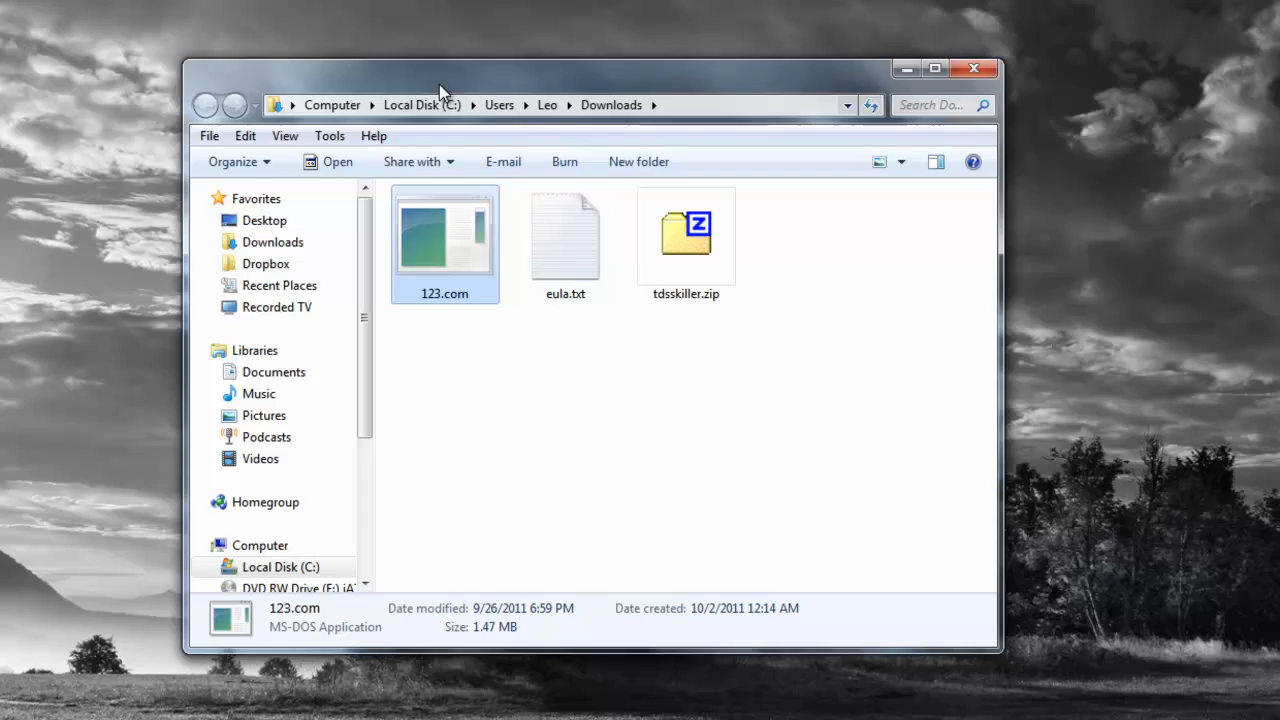 Computer Local Disk (C:) Users Leo Downloads
Search Do...
File Edit View Tools Help
Organize Open Share with E-mail Burn New folder
Favorites
Desktop
Downloads
Dropbox
Recent Places
Recorded TV
Libraries
Documents
Music
Pictures
Podcasts
Videos
Homegroup
Computer
Local Disk (C:)
DVD RW Drive (F:)
123.com
eula.txt
Z
tdsskiller.zip
123.com Date modified: 9/26/2011 6:59 PM Date created: 10/2/2011 12:14 AM
MS-DOS Application Size: 1.47 MB